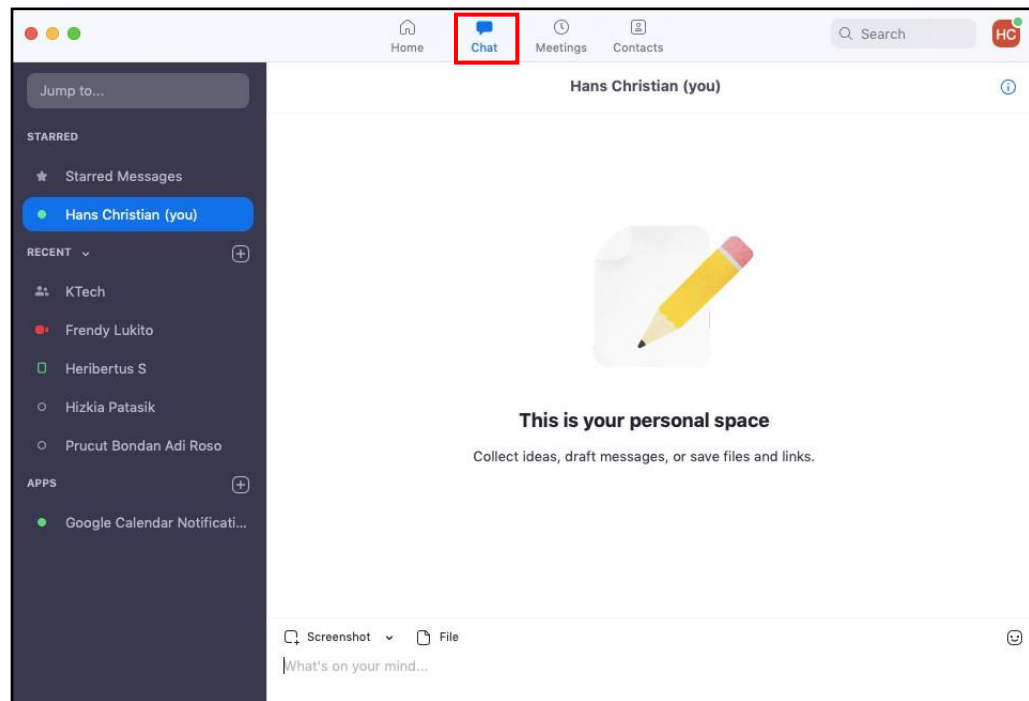 Home Chat Meetings Contacts Search HC
Jump to...
Hans Christian (you)
STARRED
Starred Messages
Hans Christian (you)
RECENT
KTech
Frendy Lukito
Heribertus S
Hizkia Patasik
Prucut Bondan Adi Roso
APPS
Google Calendar Notificati...
This is your personal space
Collect ideas, draft messages, or save files and links.
Screenshot File
What's on your mind...